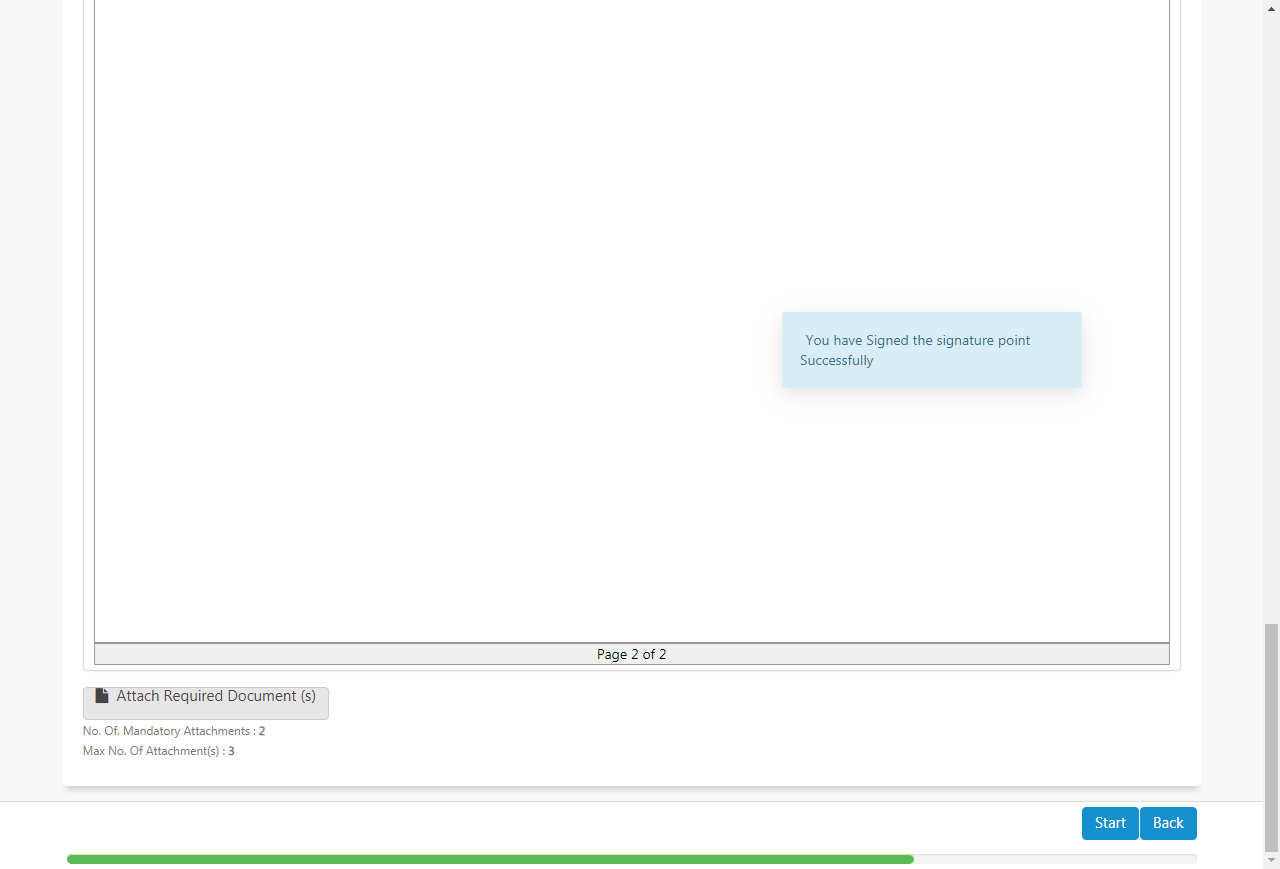 You have Signed the signature point
Successfully
Page 2 of 2
Attach Required Document (s)
No. Of. Mandatory Attachments : 2
Max No. Of Attachment(s) : 3
Start Back